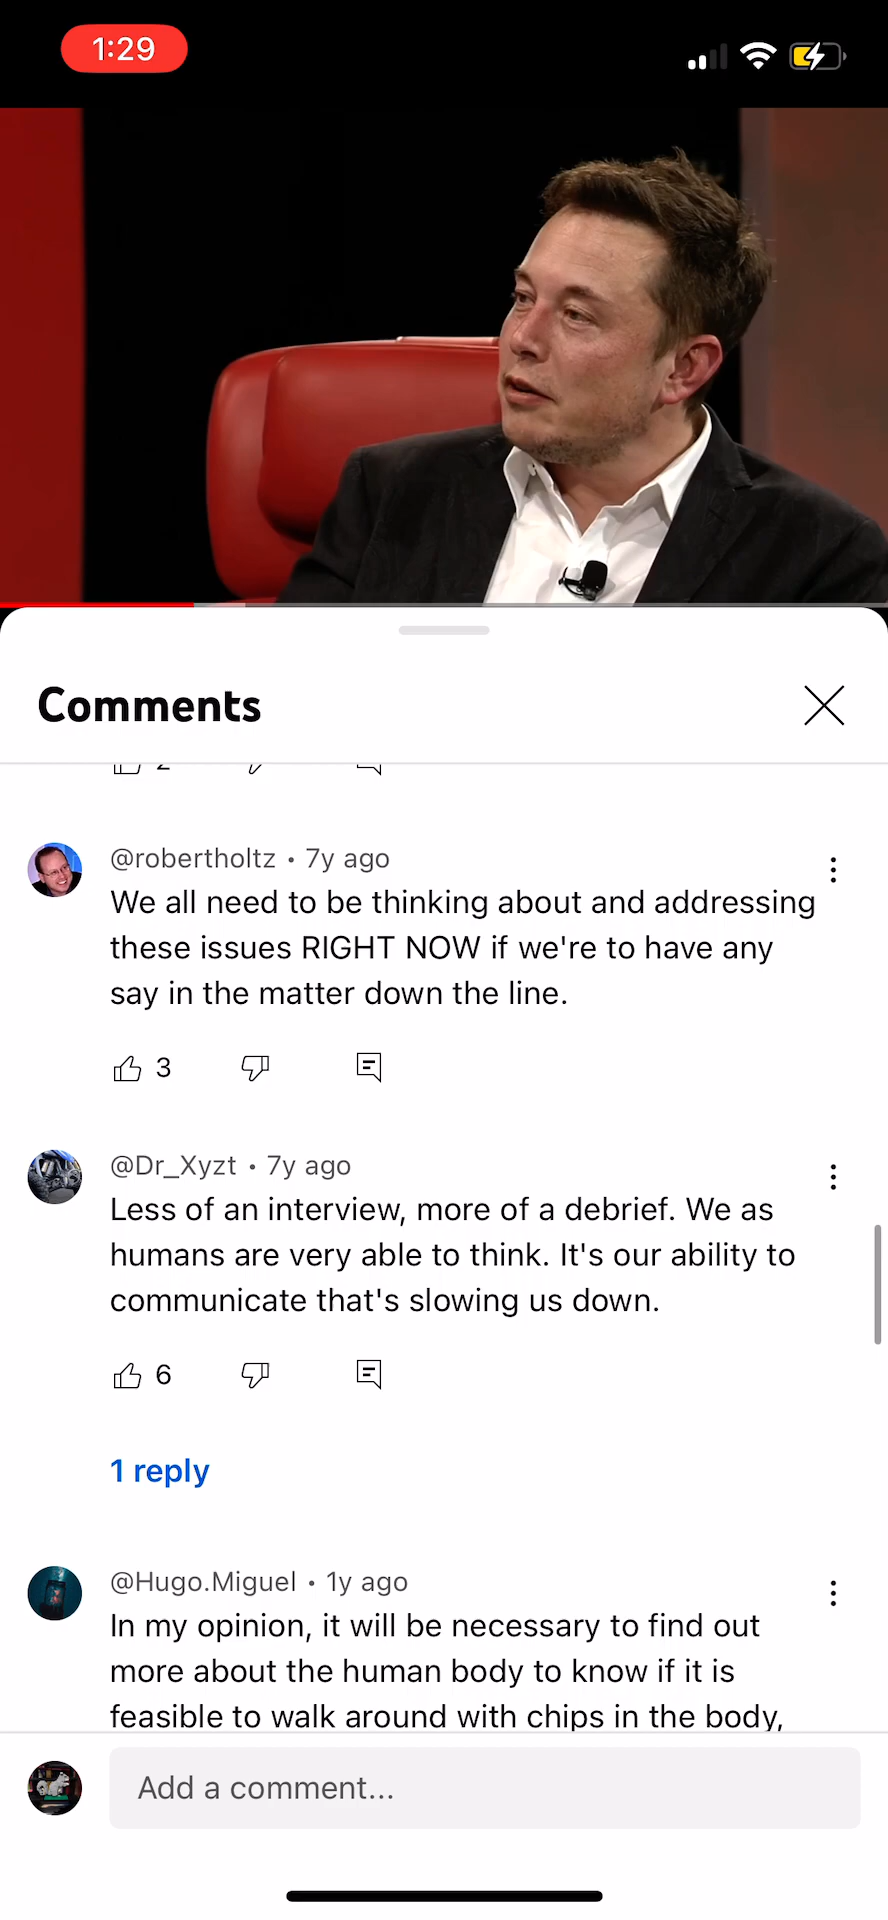 1:29
Comments
2
@robertholtz • 7y ago
We all need to be thinking about and addressing
these issues RIGHT NOW if we're to have any
say in the matter down the line.
3
@Dr_Xyzt • 7y ago
Less of an interview, more of a debrief. We as
humans are very able to think. It's our ability to
communicate that's slowing us down.
6
1 reply
@Hugo.Miguel • 1y ago
In my opinion, it will be necessary to find out
more about the human body to know if it is
feasible to walk around with chips in the body,
Add a comment...